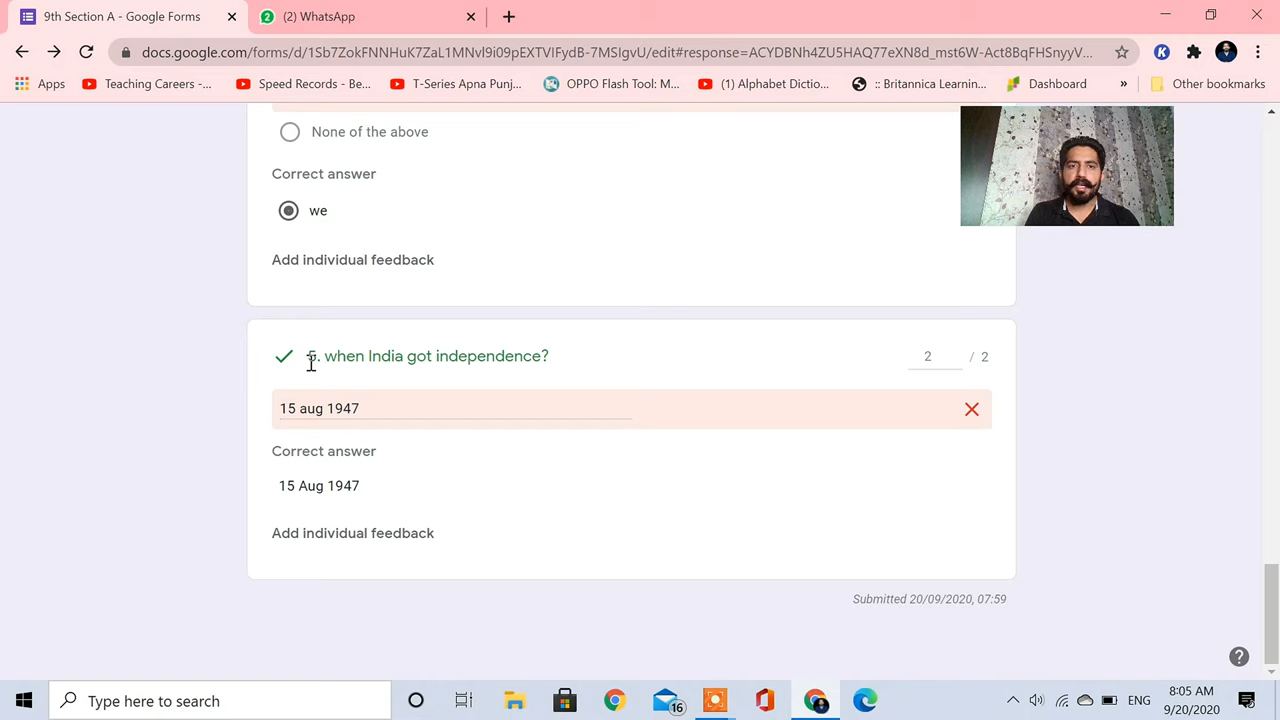 9th Section A - Google Forms
2
(2) WhatsApp
docs.google.com/forms/d/1Sb7ZokFNNHuK7ZaL1MNvl9i09pEXTVIFydB-7MSIgvU/edit#response=ACYDBNh4ZU5HAQ77eXN8d_mst6W-Act8BqFHSnyyV...
K
Apps
Teaching Careers -...
Speed Records - Be...
T-Series Apna Punj...
OPPO Flash Tool: M...
(1) Alphabet Dictio...
:: Britannica Learnin...
Dashboard
»
Other bookmarks
None of the above
Correct answer
we
Add individual feedback
5. when India got independence?
2 / 2
15 aug 1947
Correct answer
15 Aug 1947
Add individual feedback
Submitted 20/09/2020, 07:59
?
Type here to search
16
ENG
8:05 AM
9/20/2020